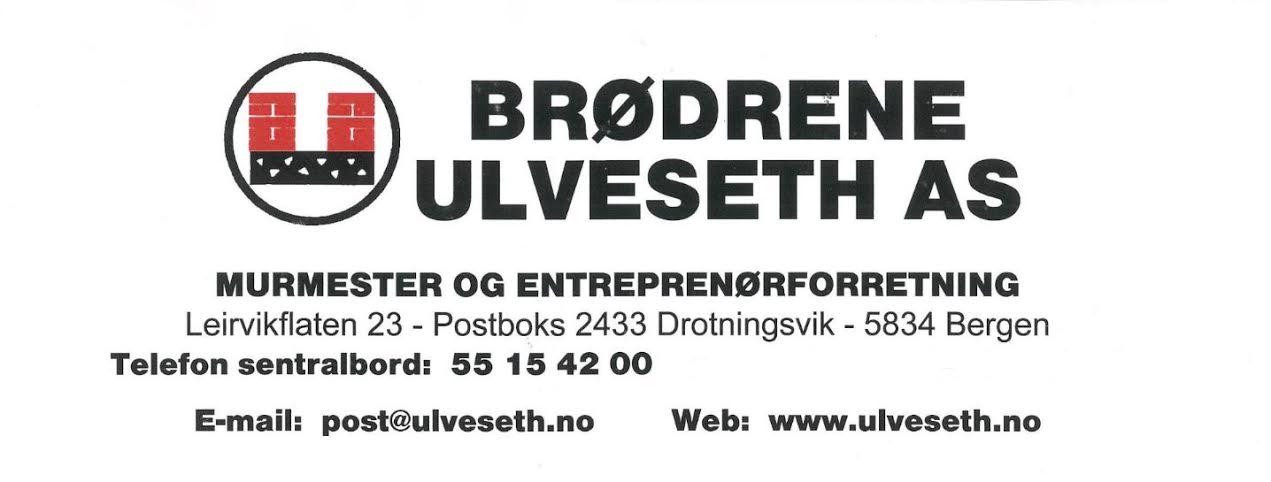 BRØDRENE
ULVESETH AS
MURMESTER OG ENTREPRENØRFORRETNING
Leirvikflaten 23 - Postboks 2433 Drotningsvik - 5834 Bergen
Telefon sentralbord: 55 15 42 00
E-mail: post@ulveseth.no Web: www.ulveseth.no